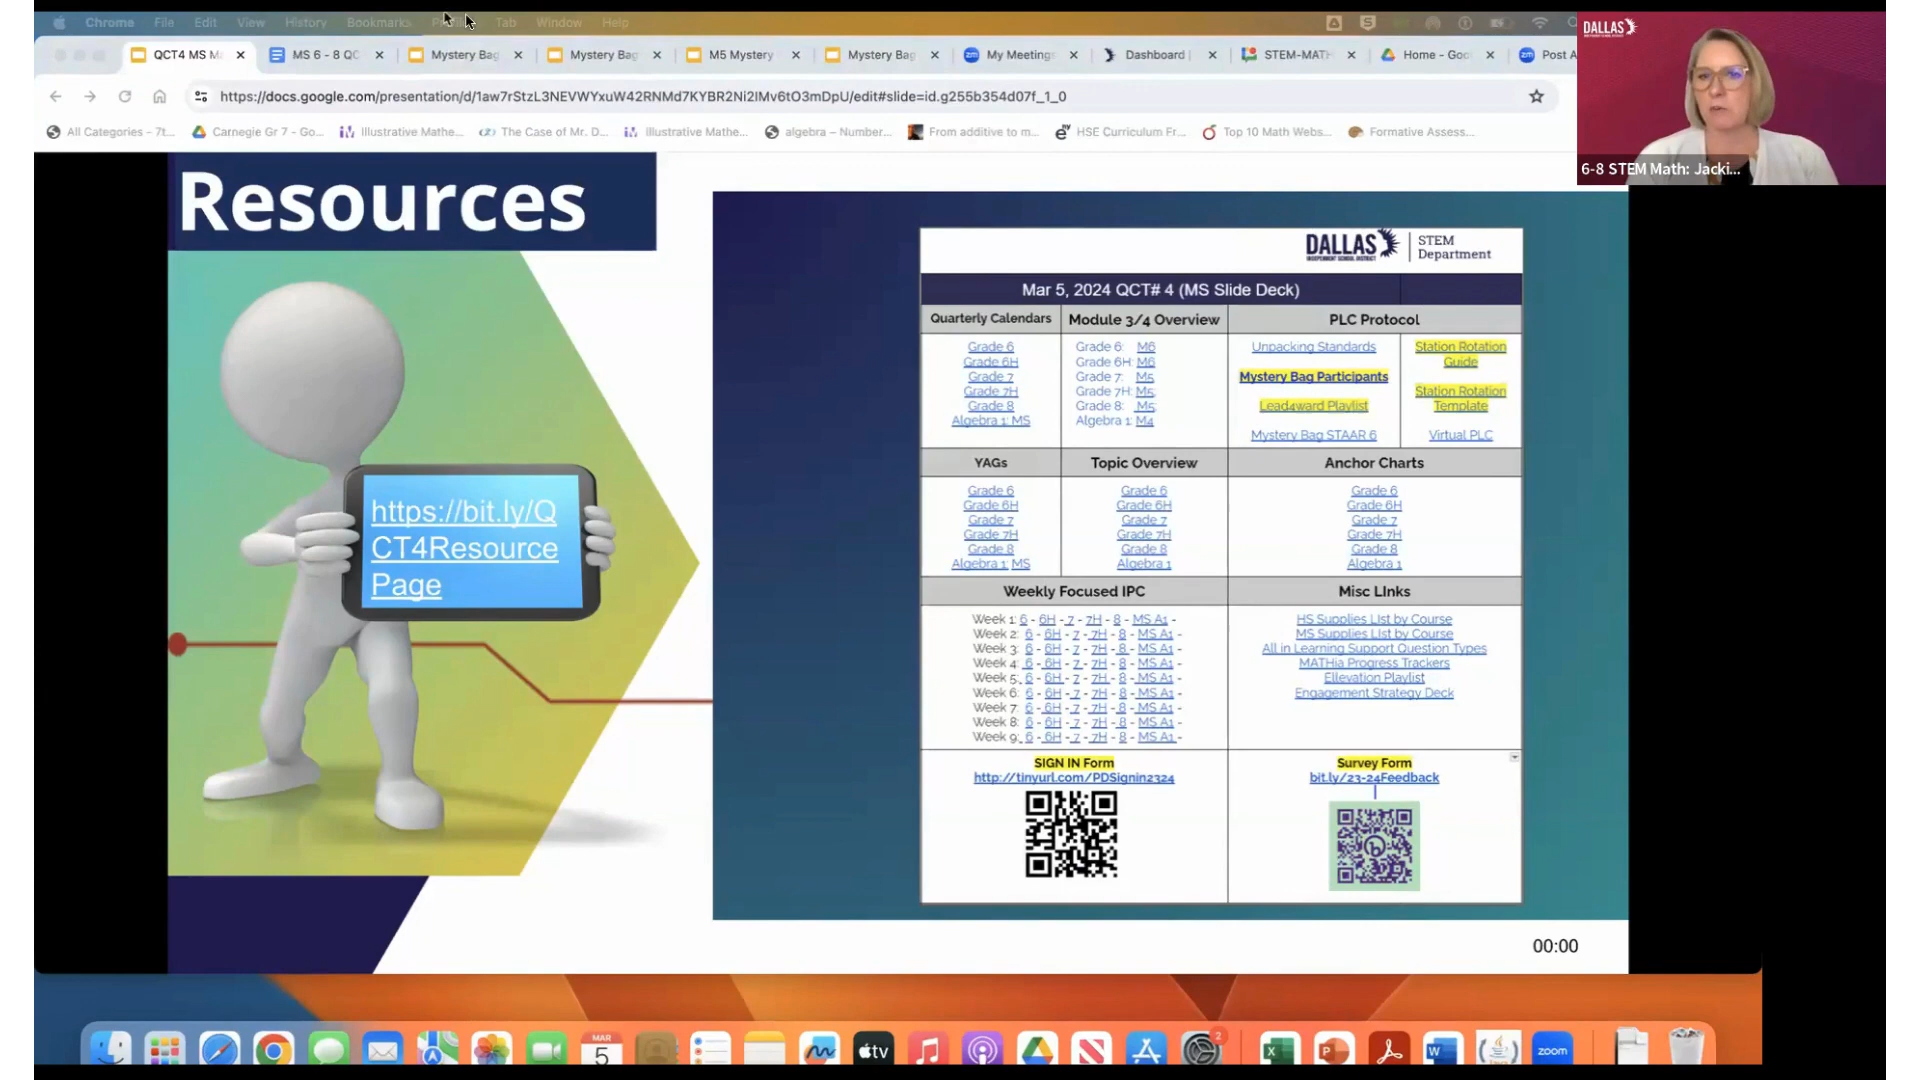 Chrome File Edit View History Bookmarks Tab Window Help
QCT4 MS M
MS 6 - 8 QC
Mystery Bag
Mystery Bag
M5 Mystery
Mystery Bag
My Meeting
Dashboard
STEM-MATH
Home - Goo
Post A
https://docs.google.com/presentation/d/1aw7rStzL3NEVWYxuW42RNMd7KYBR2Ni2IMv6tO3mDpU/edit#slide=id.g255b354d07f_1_0
All Categories - 7t...
Carnegie Gr 7 - Go...
Illustrative Mathe...
The Case of Mr. D...
Illustrative Mathe...
algebra – Number...
From additive to m...
HSE Curriculum Fr...
Top 10 Math Webs...
Formative Assess...
DALLAS
6-8 STEM Math: Jacki...
Resources
https://bit.ly/Q
CT4Resource
Page
DALLAS
INDEPENDENT SCHOOL DISTRICT
STEM
Department
Mar 5, 2024 QCT# 4 (MS Slide Deck)
Quarterly Calendars
Grade 6
Grade 6H
Grade 7
Grade 7H
Grade 8
Algebra 1: MS
Module 3/4 Overview
Grade 6: M6
Grade 6H: M6
Grade 7: M5
Grade 7H: M5
Grade 8: M5
Algebra 1: M4
PLC Protocol
Unpacking Standards
Mystery Bag Participants
Lead4ward Playlist
Mystery Bag STAAR 6
Station Rotation
Guide
Station Rotation
Template
Virtual PLC
YAGs
Grade 6
Grade 6H
Grade 7
Grade 7H
Grade 8
Algebra 1: MS
Topic Overview
Grade 6
Grade 6H
Grade 7
Grade 7H
Grade 8
Algebra 1
Anchor Charts
Grade 6
Grade 6H
Grade 7
Grade 7H
Grade 8
Algebra 1
Weekly Focused IPC
Week 1: 6 - 6H - 7 - 7H - 8 - MS A1 -
Week 2: 6 - 6H - 7 - 7H - 8 - MS A1 -
Week 3: 6 - 6H - 7 - 7H - 8 - MS A1 -
Week 4: 6 - 6H - 7 - 7H - 8 - MS A1 -
Week 5: 6 - 6H - 7 - 7H - 8 - MS A1 -
Week 6: 6 - 6H - 7 - 7H - 8 - MS A1 -
Week 7: 6 - 6H - 7 - 7H - 8 - MS A1 -
Week 8: 6 - 6H - 7 - 7H - 8 - MS A1 -
Week 9: 6 - 6H - 7 - 7H - 8 - MS A1 -
Misc LInks
HS Supplies LIst by Course
MS Supplies LIst by Course
All in Learning Support Question Types
MATHia Progress Trackers
Ellevation Playlist
Engagement Strategy Deck
SIGN IN Form
http://tinyurl.com/PDSignin2324
Survey Form
bit.ly/23-24Feedback
00:00
MAR
5
tv
2
zoom